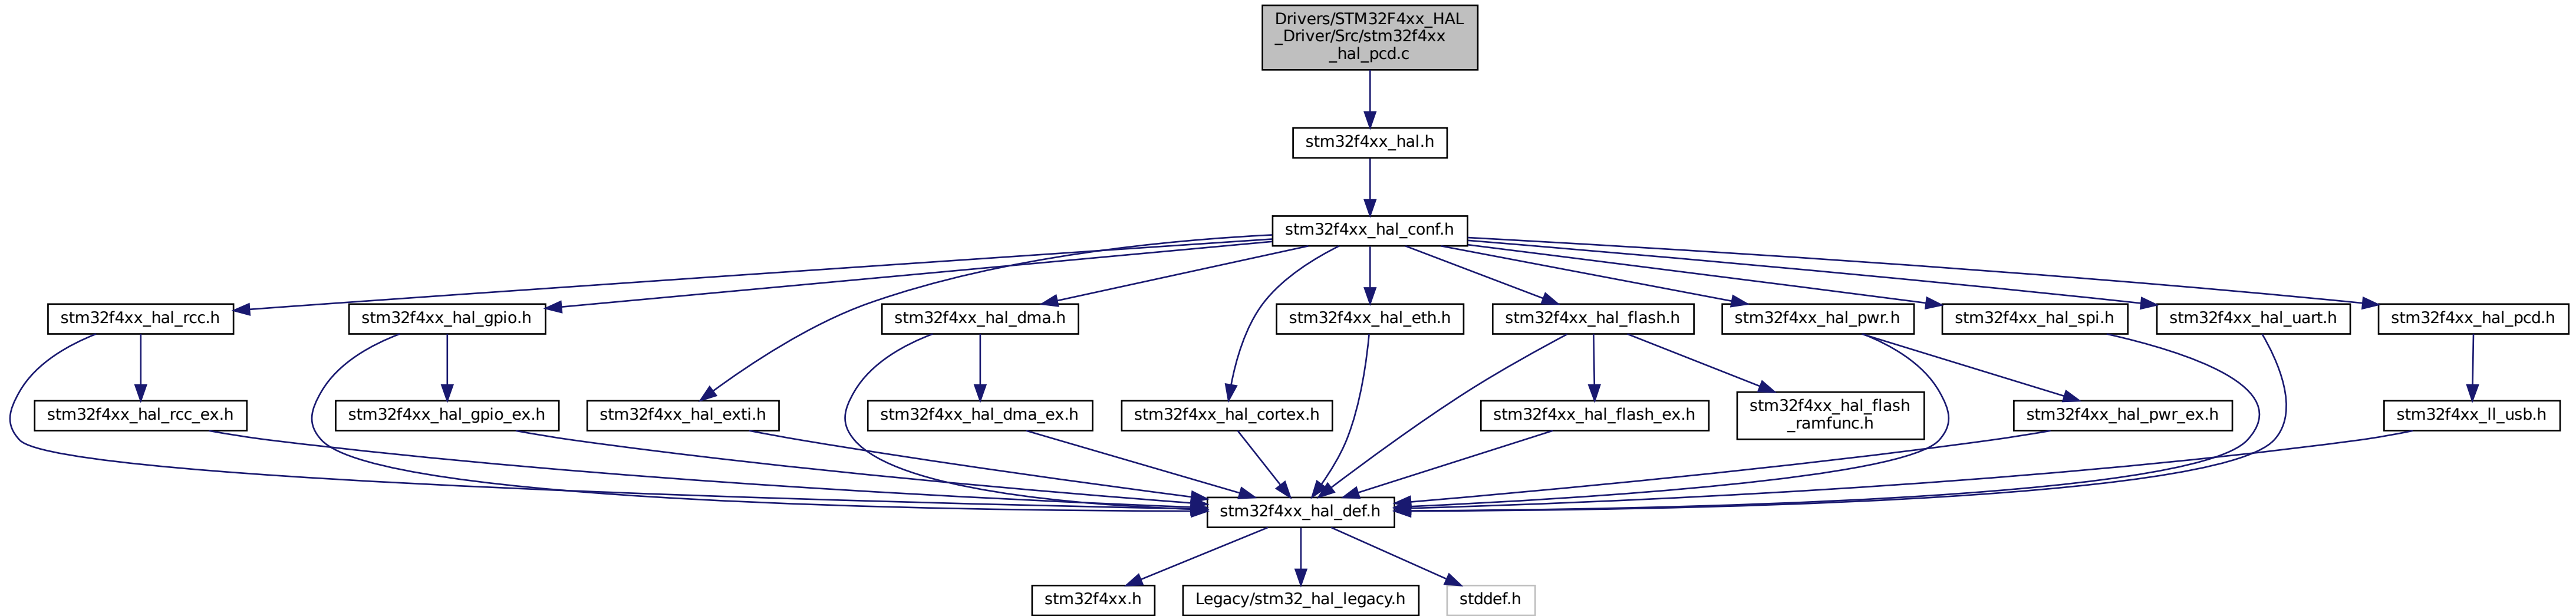 Drivers/STM32F4xx_HAL
_Driver/Src/stm32f4xx
_hal_pcd.c
stm32f4xx_hal.h
stm32f4xx_hal_conf.h
stm32f4xx_hal_rcc.h
stm32f4xx_hal_gpio.h
stm32f4xx_hal_dma.h
stm32f4xx_hal_eth.h
stm32f4xx_hal_flash.h
stm32f4xx_hal_pwr.h
stm32f4xx_hal_spi.h
stm32f4xx_hal_uart.h
stm32f4xx_hal_pcd.h
stm32f4xx_hal_rcc_ex.h
stm32f4xx_hal_gpio_ex.h
stm32f4xx_hal_exti.h
stm32f4xx_hal_dma_ex.h
stm32f4xx_hal_cortex.h
stm32f4xx_hal_flash_ex.h
stm32f4xx_hal_flash
_ramfunc.h
stm32f4xx_hal_pwr_ex.h
stm32f4xx_ll_usb.h
stm32f4xx_hal_def.h
stm32f4xx.h
Legacy/stm32_hal_legacy.h
stddef.h